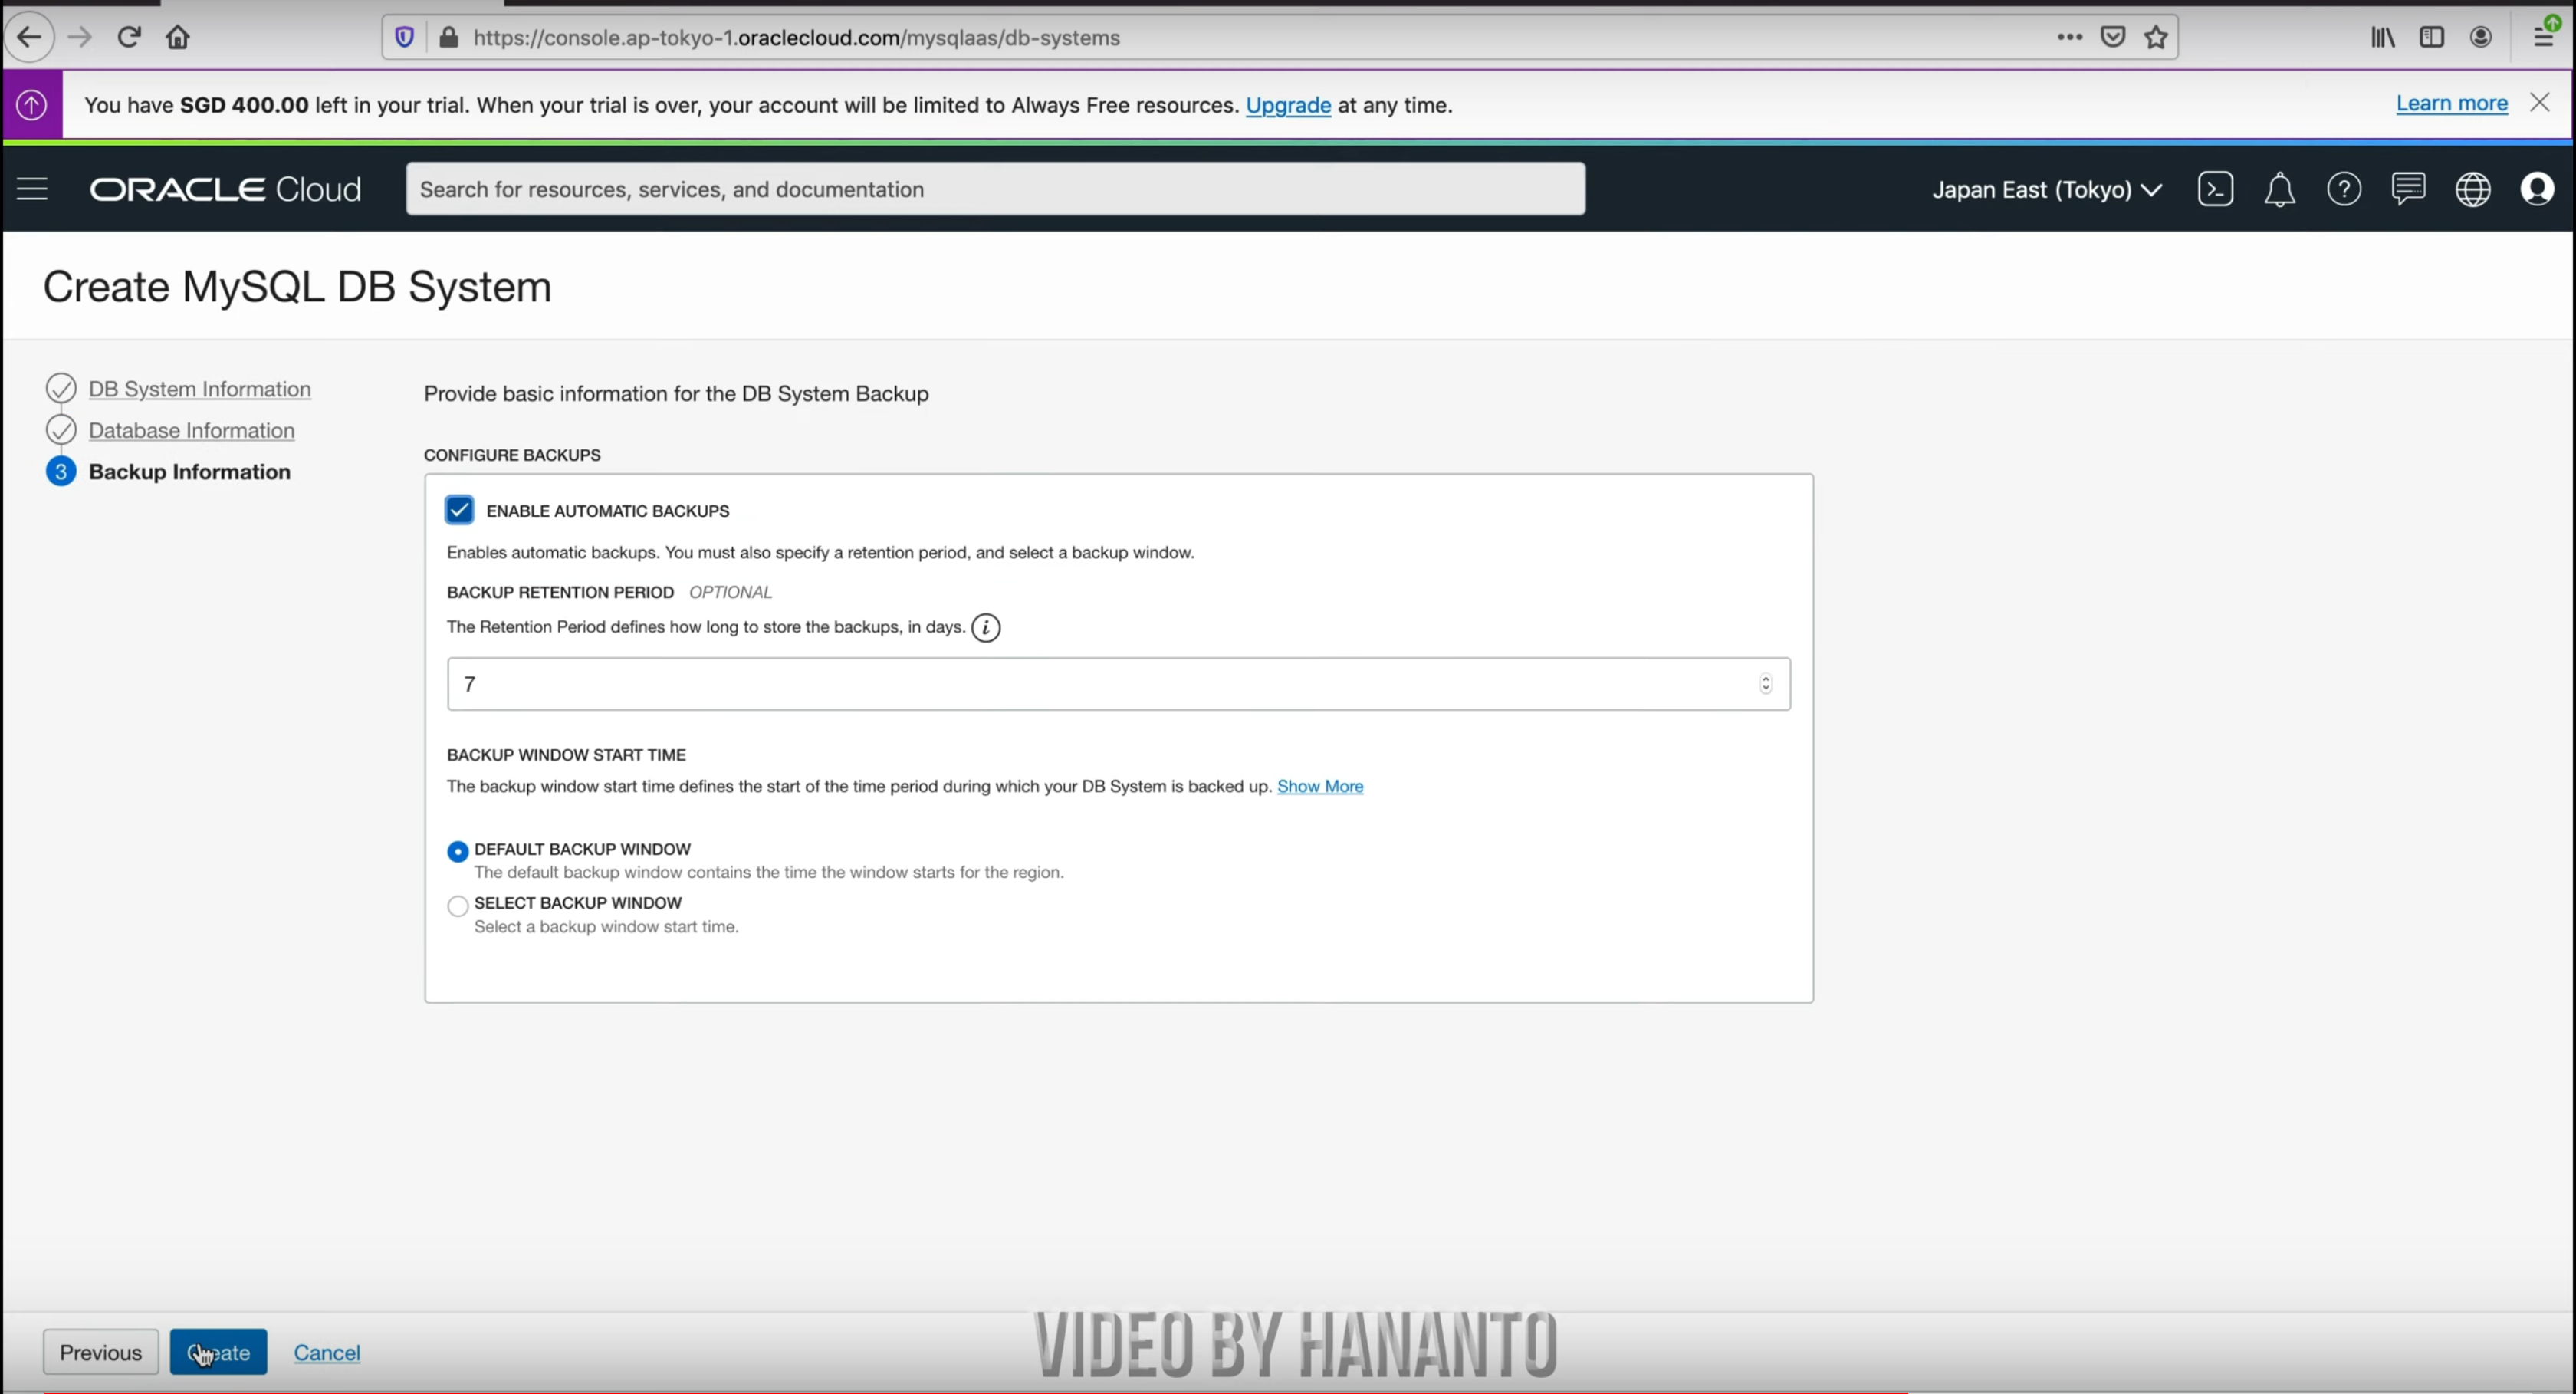 https://console.ap-tokyo-1.oraclecloud.com/mysqlaas/db-systems
You have SGD 400.00 left in your trial. When your trial is over, your account will be limited to Always Free resources. Upgrade at any time.
Learn more
ORACLE Cloud
Search for resources, services, and documentation
Japan East (Tokyo)
Create MySQL DB System
DB System Information
Database Information
3 Backup Information
Provide basic information for the DB System Backup
CONFIGURE BACKUPS
ENABLE AUTOMATIC BACKUPS
Enables automatic backups. You must also specify a retention period, and select a backup window.
BACKUP RETENTION PERIOD OPTIONAL
The Retention Period defines how long to store the backups, in days.
7
BACKUP WINDOW START TIME
The backup window start time defines the start of the time period during which your DB System is backed up. Show More
DEFAULT BACKUP WINDOW
The default backup window contains the time the window starts for the region.
SELECT BACKUP WINDOW
Select a backup window start time.
Previous
Create
Cancel
VIDEO BY HANANTO